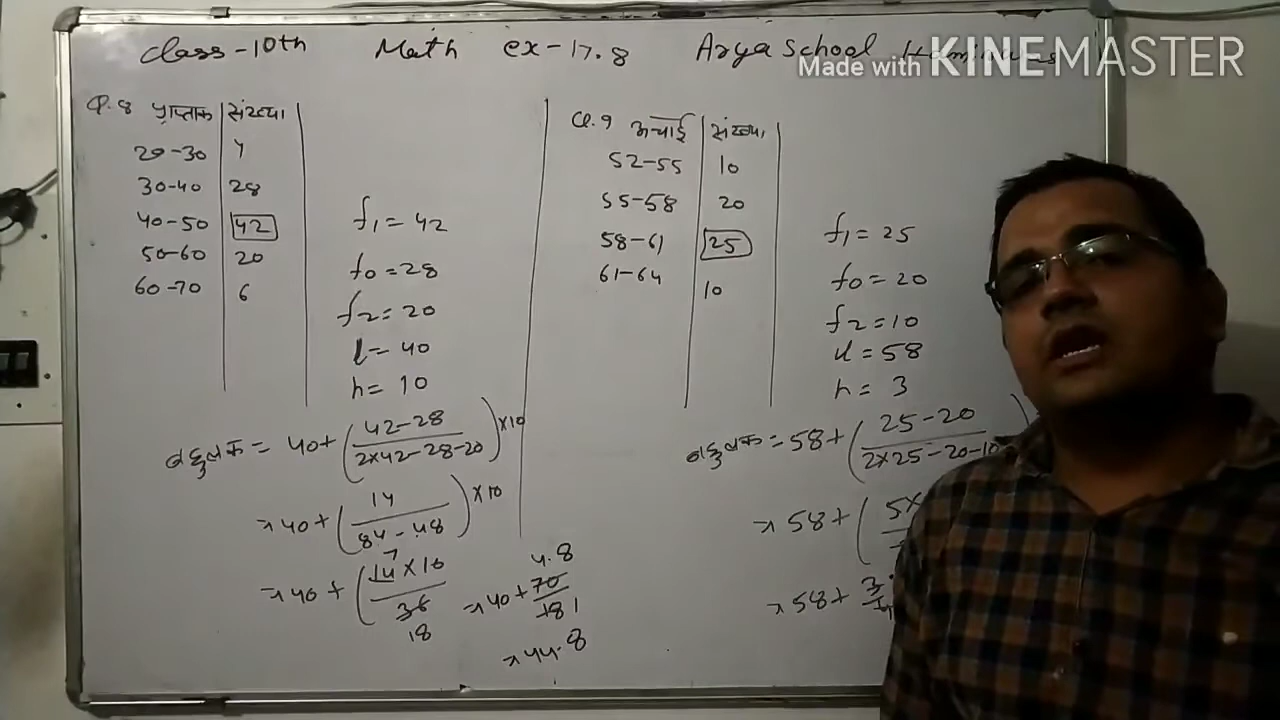 Class-10th Math ex-17.8 Arya School
Made with KINEMASTER
Q.8 प्राप्तांक संख्या
20-30 4
30-40 28
40-50 42
50-60 20
60-70 6
f1 = 42
f0 = 28
f2 = 20
l = 40
h = 10
बहुलक = 40+(42-28/2×42-28-20)×10
= 40+(14/84-48)×10
= 40+(14×10/36
7
18
= 40+70/18
4.8
= 44.8
Q.9 ऊचाई संख्या
52-55 10
55-58 20
58-61 25
61-64 10
f1 = 25
f0 = 20
f2 = 10
l = 58
h = 3
बहुलक = 58+(25-20/2×25-20-10
= 58+(5×
= 58+3